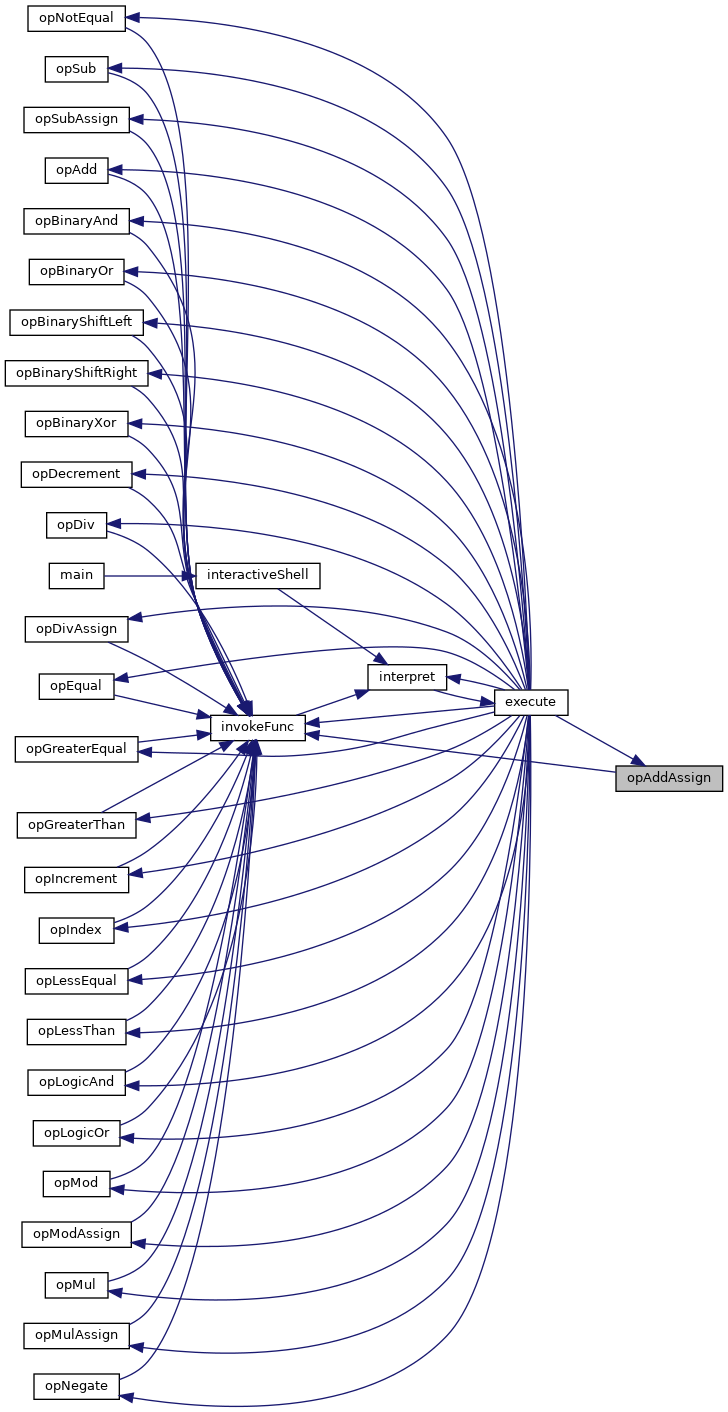 opNotEqual
opSub
opSubAssign
opAdd
opBinaryAnd
opBinaryOr
opBinaryShiftLeft
opBinaryShiftRight
opBinaryXor
opDecrement
opDiv
main
interactiveShell
opDivAssign
interpret
opEqual
execute
invokeFunc
opGreaterEqual
opAddAssign
opGreaterThan
opIncrement
opIndex
opLessEqual
opLessThan
opLogicAnd
opLogicOr
opMod
opModAssign
opMul
opMulAssign
opNegate